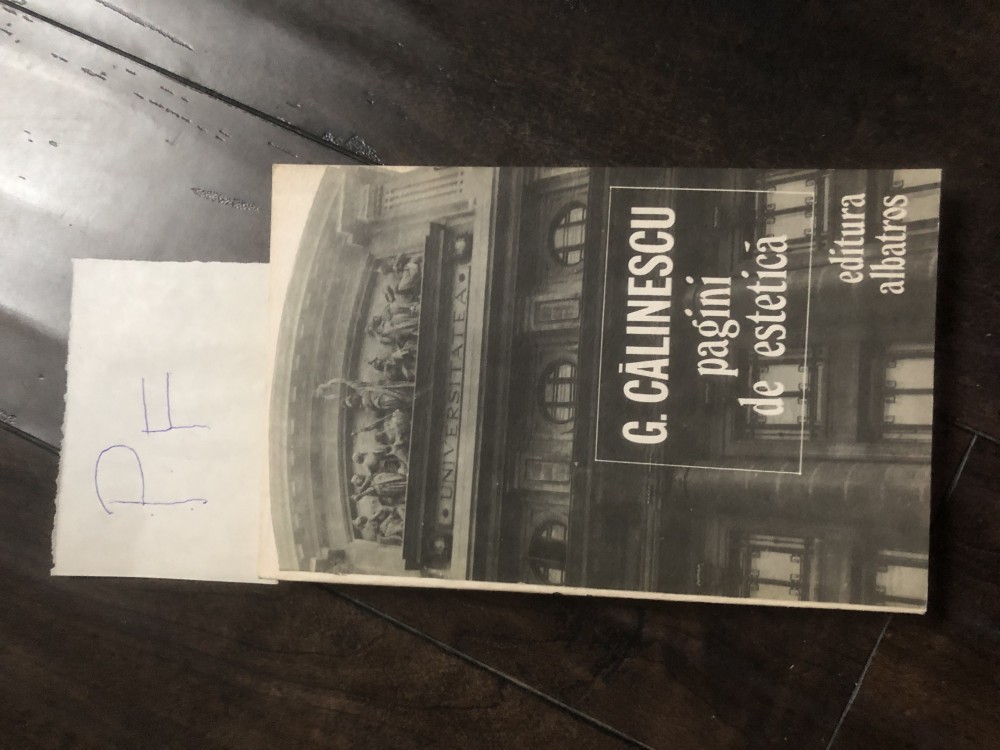 PF
• UNIVERSITATEA •
G. CĂLINESCU
pagini
de estetică
editura
albatros